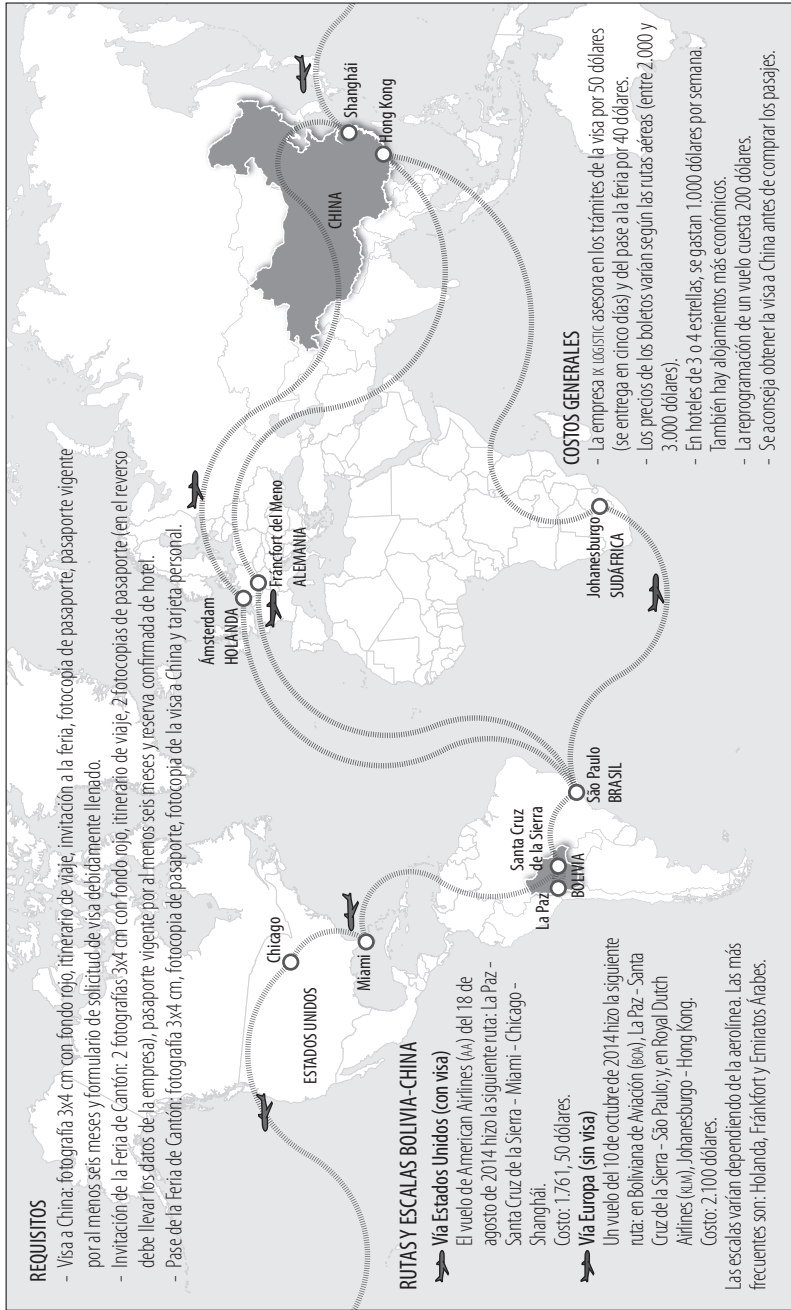 REQUISITOS
- Visa a China: fotografía 3x4 cm con fondo rojo, itinerario de viaje, invitación a la feria, fotocopia de pasaporte, pasaporte vigente
por al menos seis meses y formulario de solicitud de visa debidamente llenado.
- Invitación de la Feria de Cantón: 2 fotografías 3x4 cm con fondo rojo, itinerario de viaje, 2 fotocopias de pasaporte (en el reverso
debe llevar los datos de la empresa), pasaporte vigente por al menos seis meses y reserva confirmada de hotel.
- Pase de la Feria de Cantón: fotografía 3x4 cm, fotocopia de pasaporte, fotocopia de la visa a China y tarjeta personal.
Chicago
ESTADOS UNIDOS
Miami
Ámsterdam
HOLANDA
Fráncfort del Meno
ALEMANIA
CHINA
Shanghái
Hong Kong
Santa Cruz
de la Sierra
La Paz
BOLIVIA
São Paulo
BRASIL
Johanesburgo
SUDÁFRICA
RUTAS Y ESCALAS BOLIVIA-CHINA
Vía Estados Unidos (con visa)
El vuelo de American Airlines (AA) del 18 de
agosto de 2014 hizo la siguiente ruta: La Paz –
Santa Cruz de la Sierra – Miami – Chicago –
Shanghái.
Costo: 1.761, 50 dólares.
Vía Europa (sin visa)
Un vuelo del 10 de octubre de 2014 hizo la siguiente
ruta: en Boliviana de Aviación (BOA), La Paz - Santa
Cruz de la Sierra - São Paulo; y, en Royal Dutch
Airlines (KLM), Johanesburgo – Hong Kong.
Costo: 2.100 dólares.
Las escalas varían dependiendo de la aerolínea. Las más
frecuentes son: Holanda, Fránkfort y Emiratos Árabes.
COSTOS GENERALES
- La empresa IX LOGISTIC asesora en los trámites de la visa por 50 dólares
(se entrega en cinco días) y del pase a la feria por 40 dólares.
- Los precios de los boletos varían según las rutas aéreas (entre 2.000 y
3.000 dólares).
- En hoteles de 3 o 4 estrellas, se gastan 1.000 dólares por semana.
También hay alojamientos más económicos.
- La reprogramación de un vuelo cuesta 200 dólares.
- Se aconseja obtener la visa a China antes de comprar los pasajes.